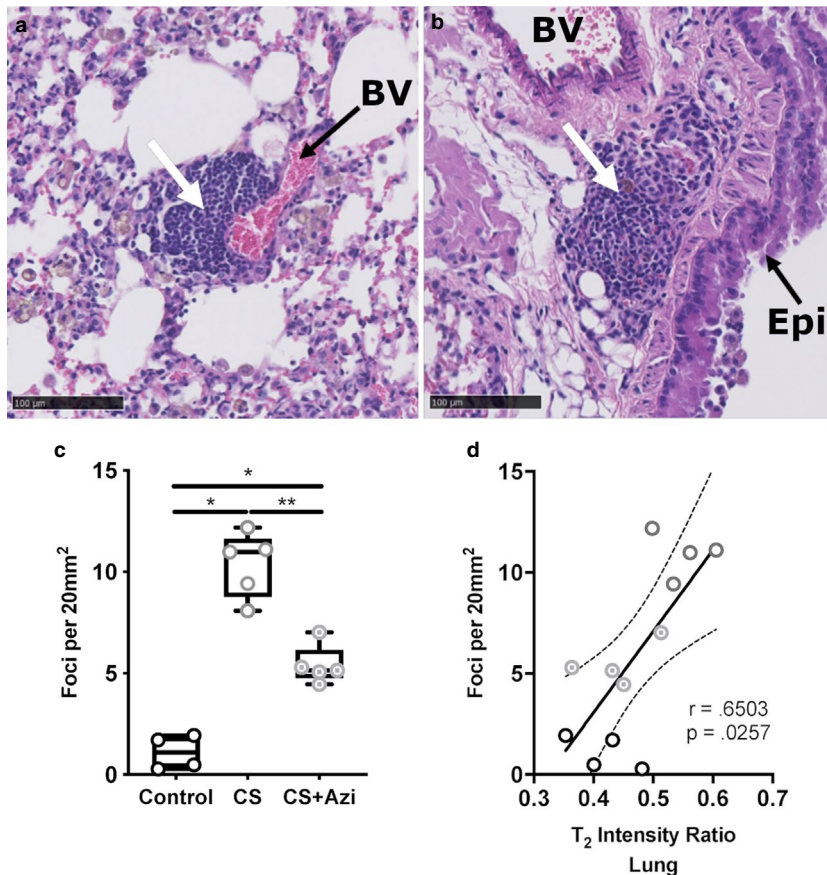 a
BV
100 µm
b
BV
Epi
100 µm
c
Foci per 20mm²
15
10
5
0
*
*
**
Control
CS
CS+Azi
d
Foci per 20mm²
15
10
5
0
0.3
0.4
0.5
0.6
0.7
r = .6503
p = .0257
T₂ Intensity Ratio
Lung